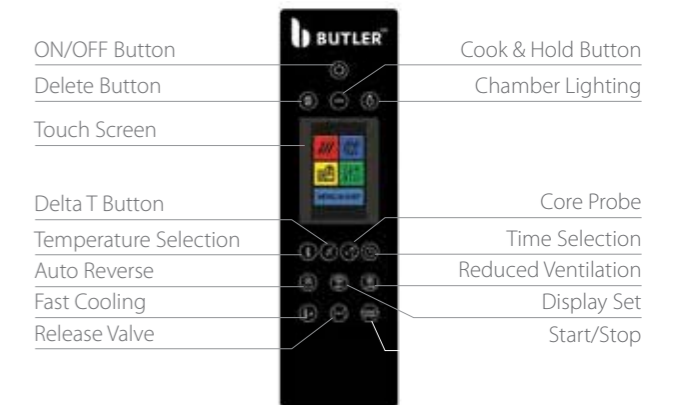 BUTLER
ON/OFF Button
Cook & Hold Button
Delete Button
Chamber Lighting
Touch Screen
Delta T Button
Core Probe
Temperature Selection
Time Selection
Auto Reverse
Reduced Ventilation
Fast Cooling
Display Set
Release Valve
Start/Stop